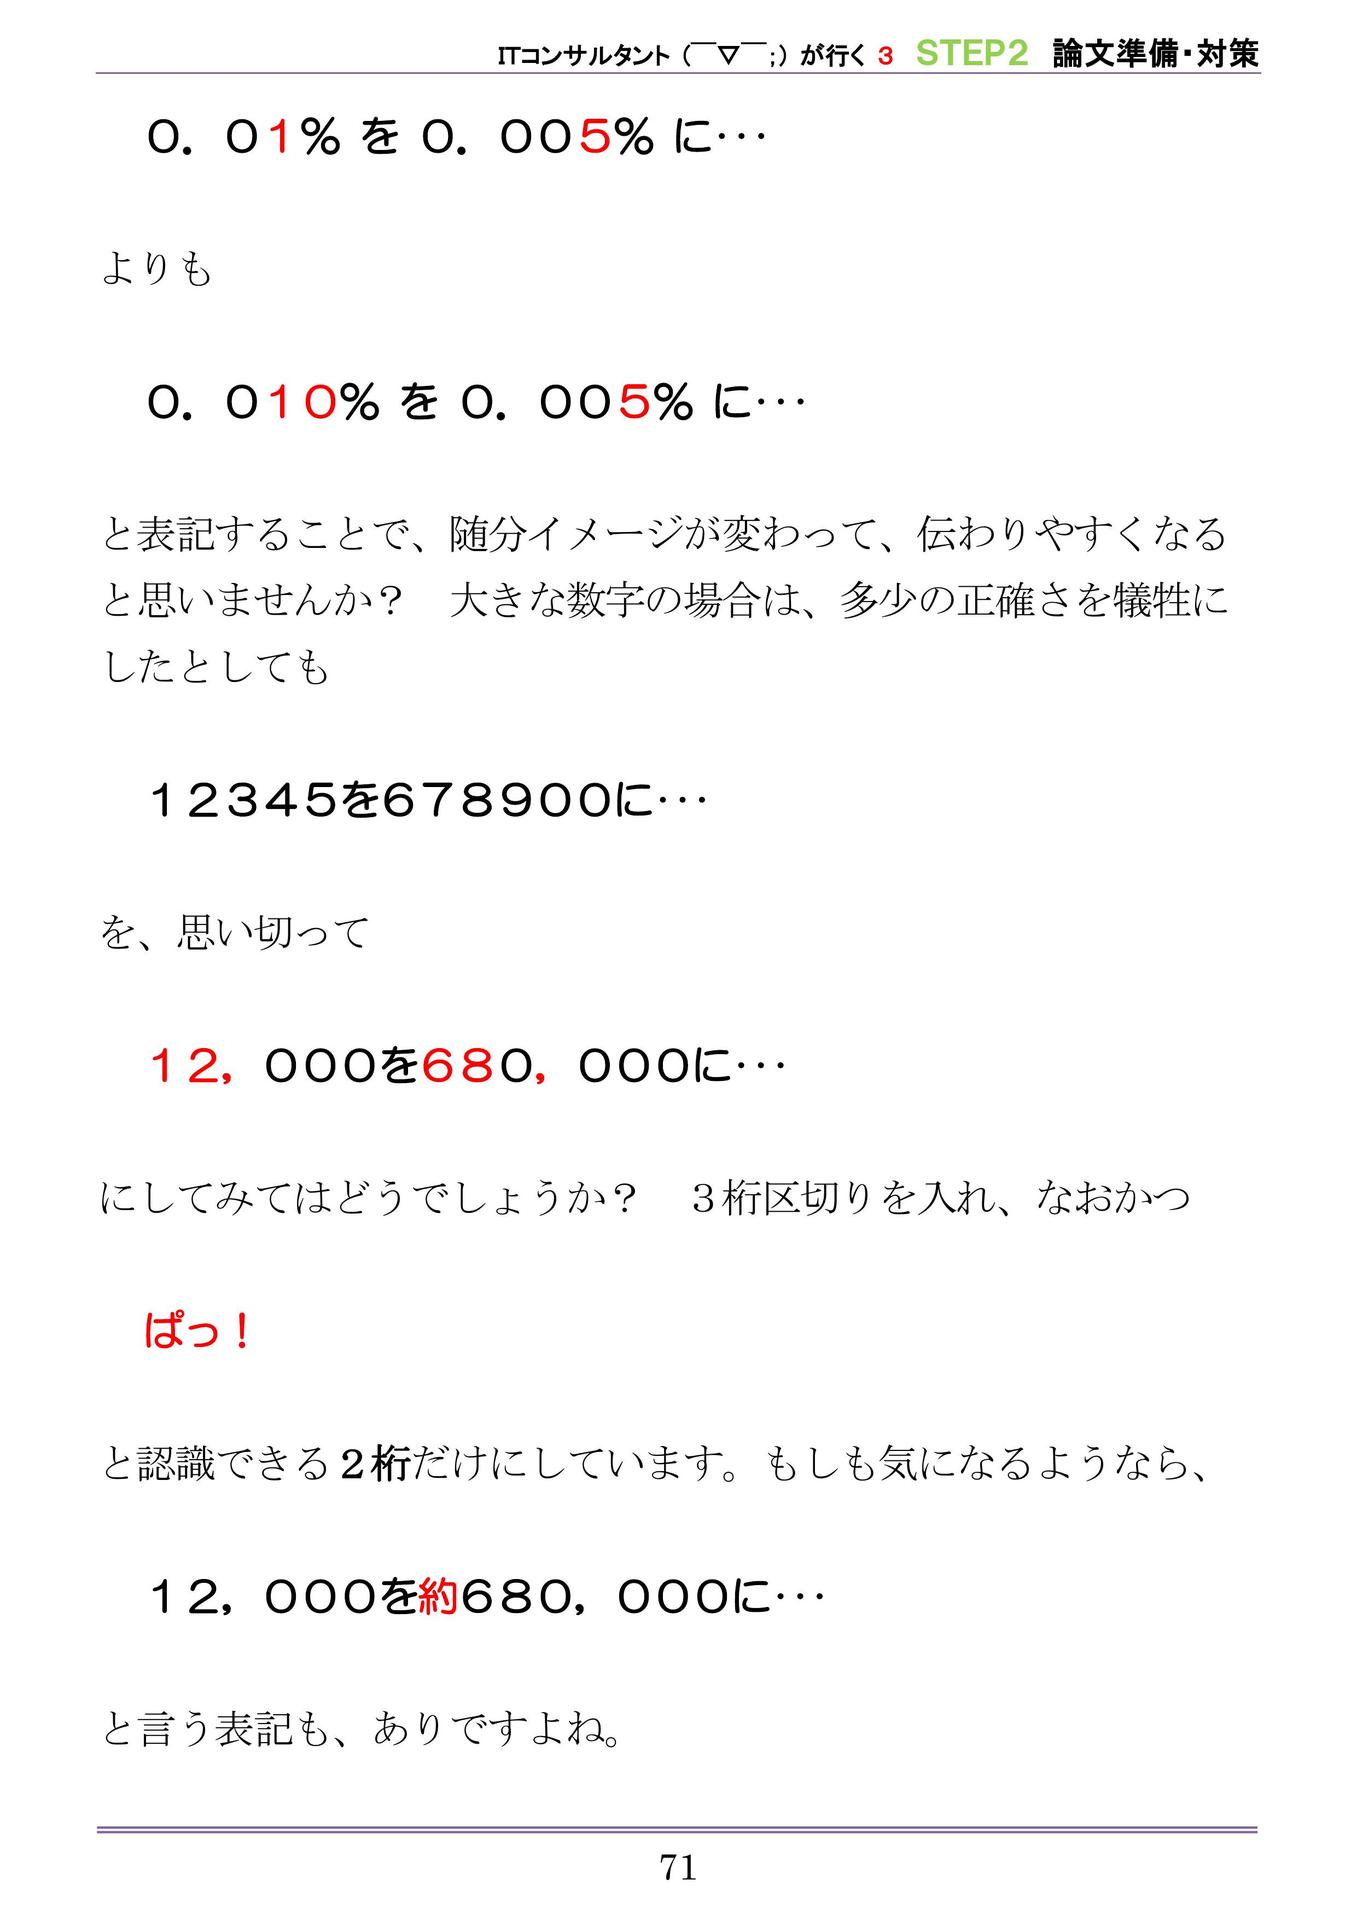 ITコンサルタント（￣▽￣;）が行く 3　STEP2　論文準備・対策
０．０１％ を ０．００５％ に･･･
よりも
０．０１０％ を ０．００５％ に･･･
と表記することで、随分イメージが変わって、伝わりやすくなる
と思いませんか？　大きな数字の場合は、多少の正確さを犠牲に
したとしても
１２３４５を６７８９００に･･･
を、思い切って
１２，０００を６８０，０００に･･･
にしてみてはどうでしょうか？　３桁区切りを入れ、なおかつ
ぱっ！
と認識できる２桁だけにしています。もしも気になるようなら、
１２，０００を約６８０，０００に･･･
と言う表記も、ありですよね。
71